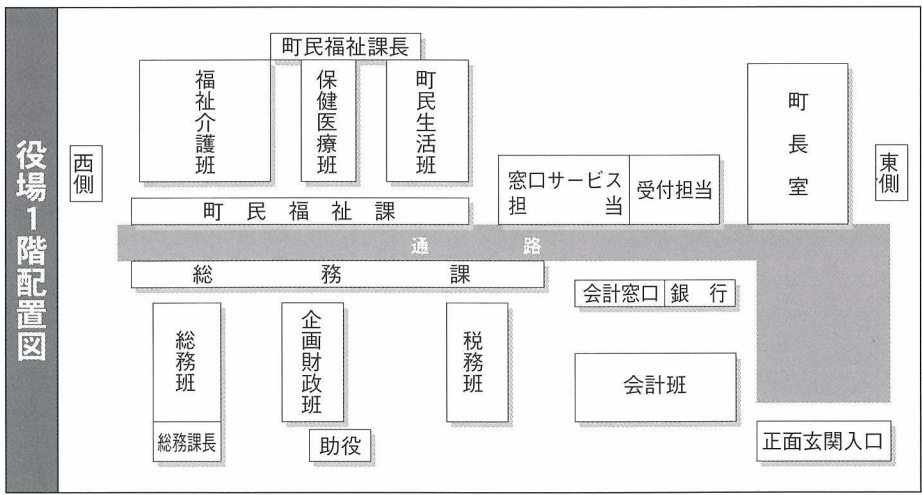 役場1階配置図
町民福祉課長
福祉介護班
保健医療班
町民生活班
町長室
西側
東側
窓口サービス
担当
受付担当
町民福祉課
通路
総務課
会計窓口
銀行
総務班
企画財政班
税務班
会計班
総務課長
助役
正面玄関入口